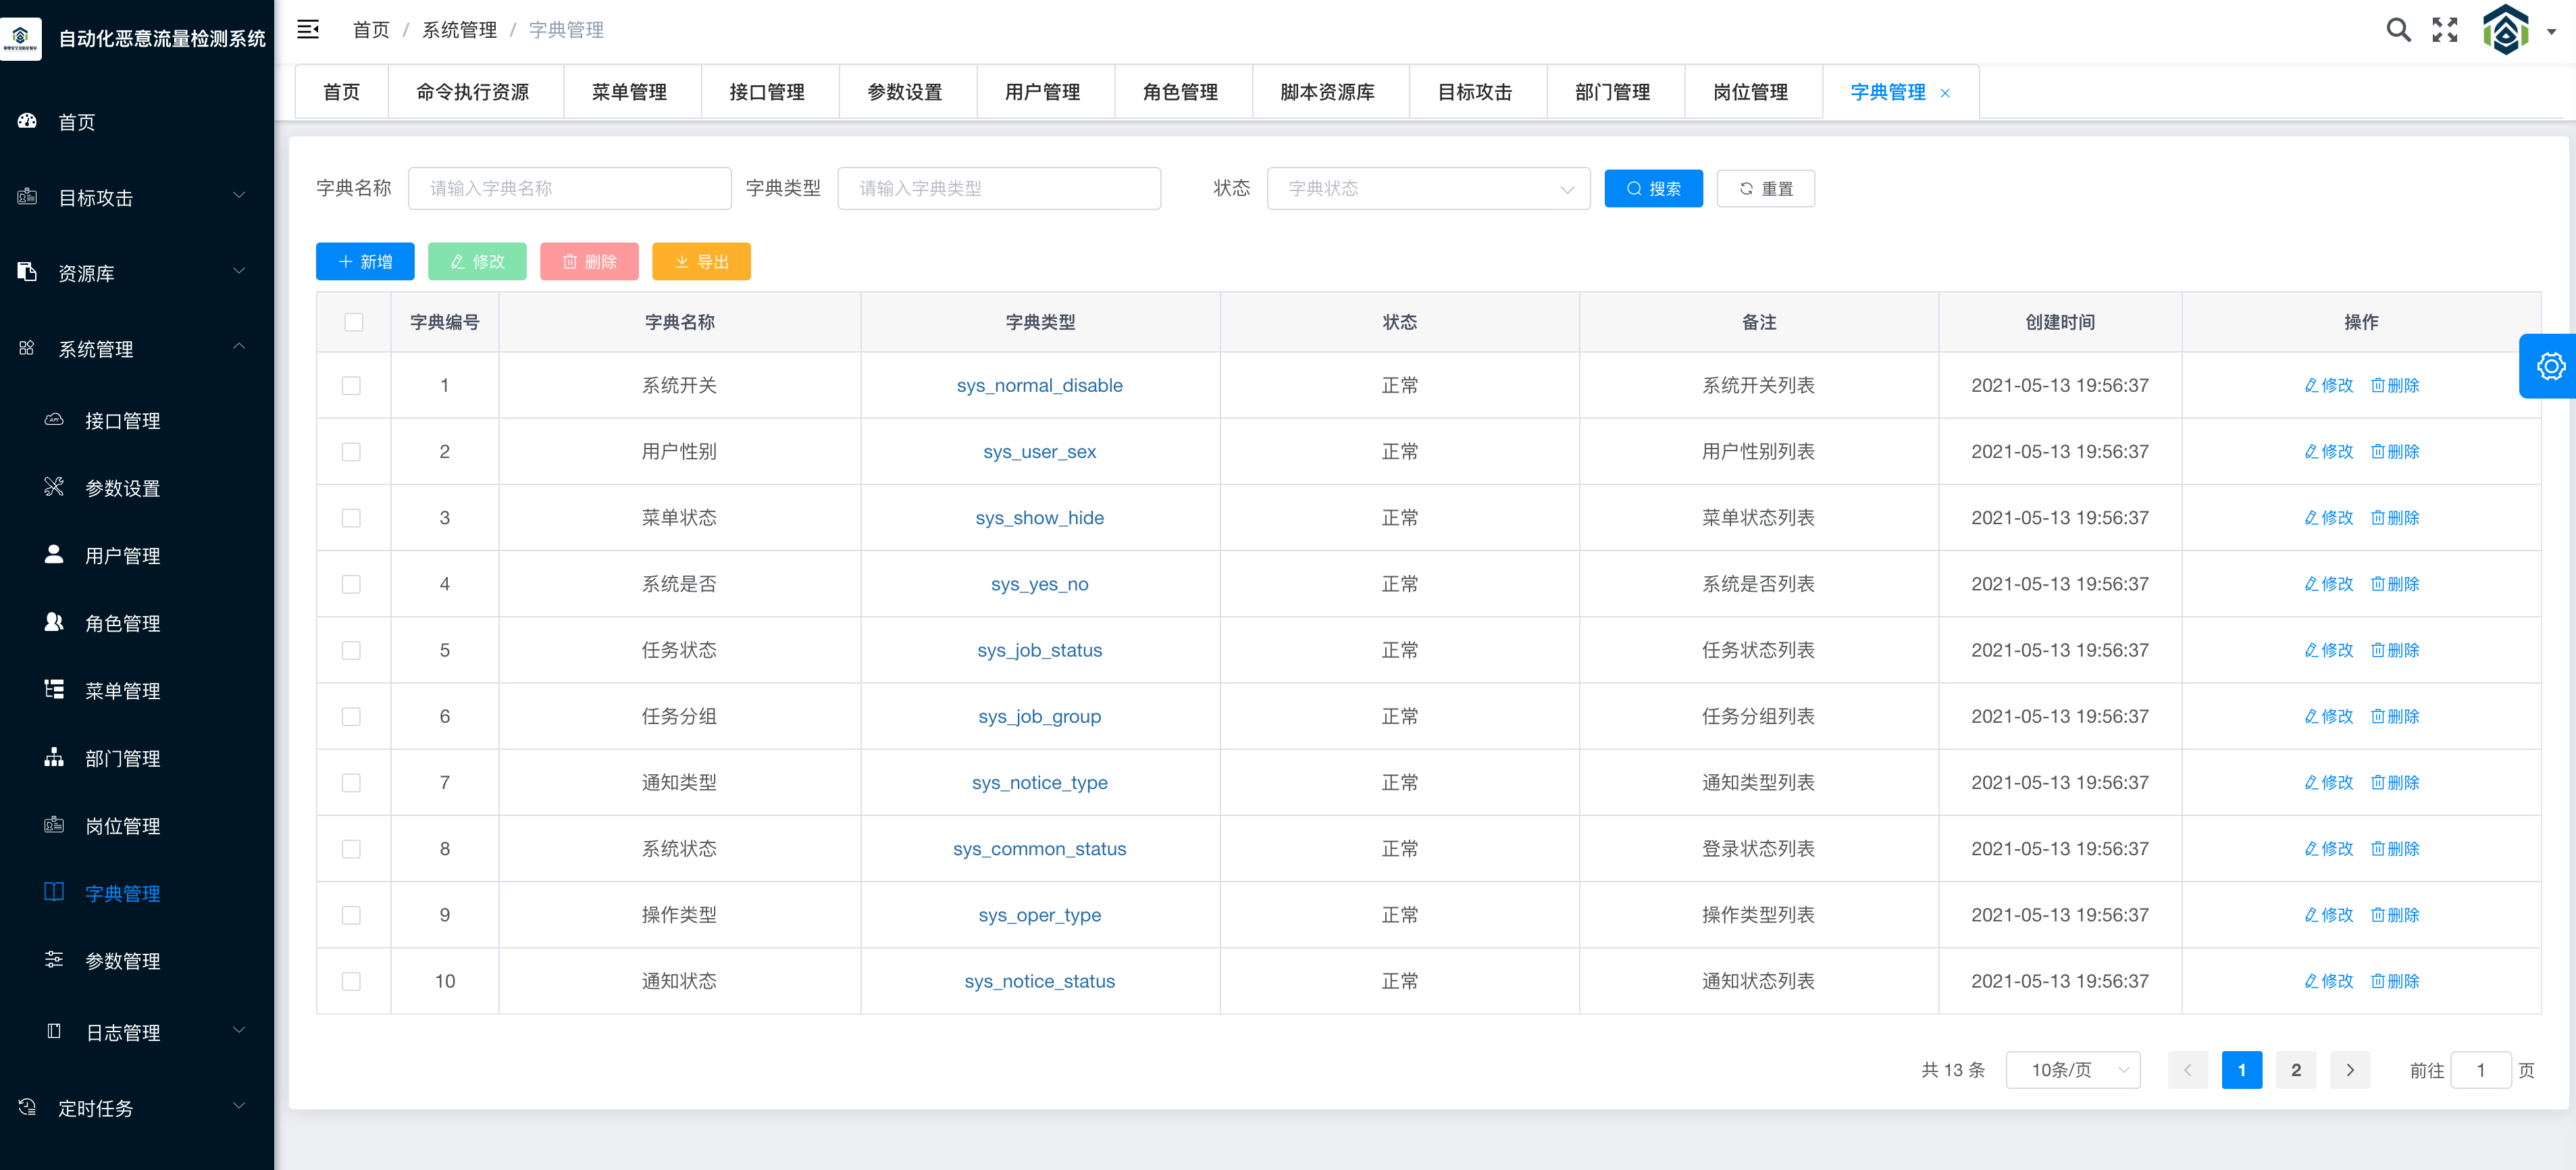 自动化恶意流量检测系统
首页 / 系统管理 / 字典管理
首页 命令执行资源 菜单管理 接口管理 参数设置 用户管理 角色管理 脚本资源库 目标攻击 部门管理 岗位管理 字典管理
首页
目标攻击
资源库
系统管理
接口管理
参数设置
用户管理
角色管理
菜单管理
部门管理
岗位管理
字典管理
参数管理
日志管理
定时任务
字典名称 请输入字典名称 字典类型 请输入字典类型 状态 字典状态 搜索 重置
新增 修改 删除 导出
字典编号 字典名称 字典类型 状态 备注 创建时间 操作
1 系统开关 sys_normal_disable 正常 系统开关列表 2021-05-13 19:56:37 修改 删除
2 用户性别 sys_user_sex 正常 用户性别列表 2021-05-13 19:56:37 修改 删除
3 菜单状态 sys_show_hide 正常 菜单状态列表 2021-05-13 19:56:37 修改 删除
4 系统是否 sys_yes_no 正常 系统是否列表 2021-05-13 19:56:37 修改 删除
5 任务状态 sys_job_status 正常 任务状态列表 2021-05-13 19:56:37 修改 删除
6 任务分组 sys_job_group 正常 任务分组列表 2021-05-13 19:56:37 修改 删除
7 通知类型 sys_notice_type 正常 通知类型列表 2021-05-13 19:56:37 修改 删除
8 系统状态 sys_common_status 正常 登录状态列表 2021-05-13 19:56:37 修改 删除
9 操作类型 sys_oper_type 正常 操作类型列表 2021-05-13 19:56:37 修改 删除
10 通知状态 sys_notice_status 正常 通知状态列表 2021-05-13 19:56:37 修改 删除
共 13 条 10条/页 1 2 前往 1 页